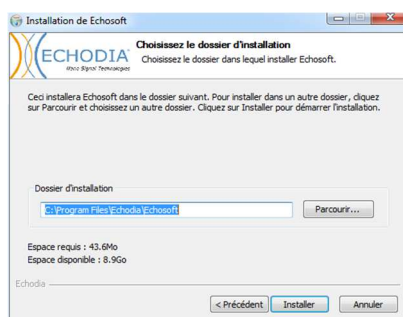 Installation de Echosoft
ECHODIA
Choisissez le dossier d'installation
Choisissez le dossier dans lequel installer Echosoft.
Ceci installera Echosoft dans le dossier suivant. Pour installer dans un autre dossier, cliquez
sur Parcourir et choisissez un autre dossier. Cliquez sur Installer pour démarrer l'installation.
Dossier d'installation
C:\Program Files\Echodia\Echosoft
Parcourir...
Espace requis : 43.6Mo
Espace disponible : 8.9Go
Echodia
< Précédent
Installer
Annuler